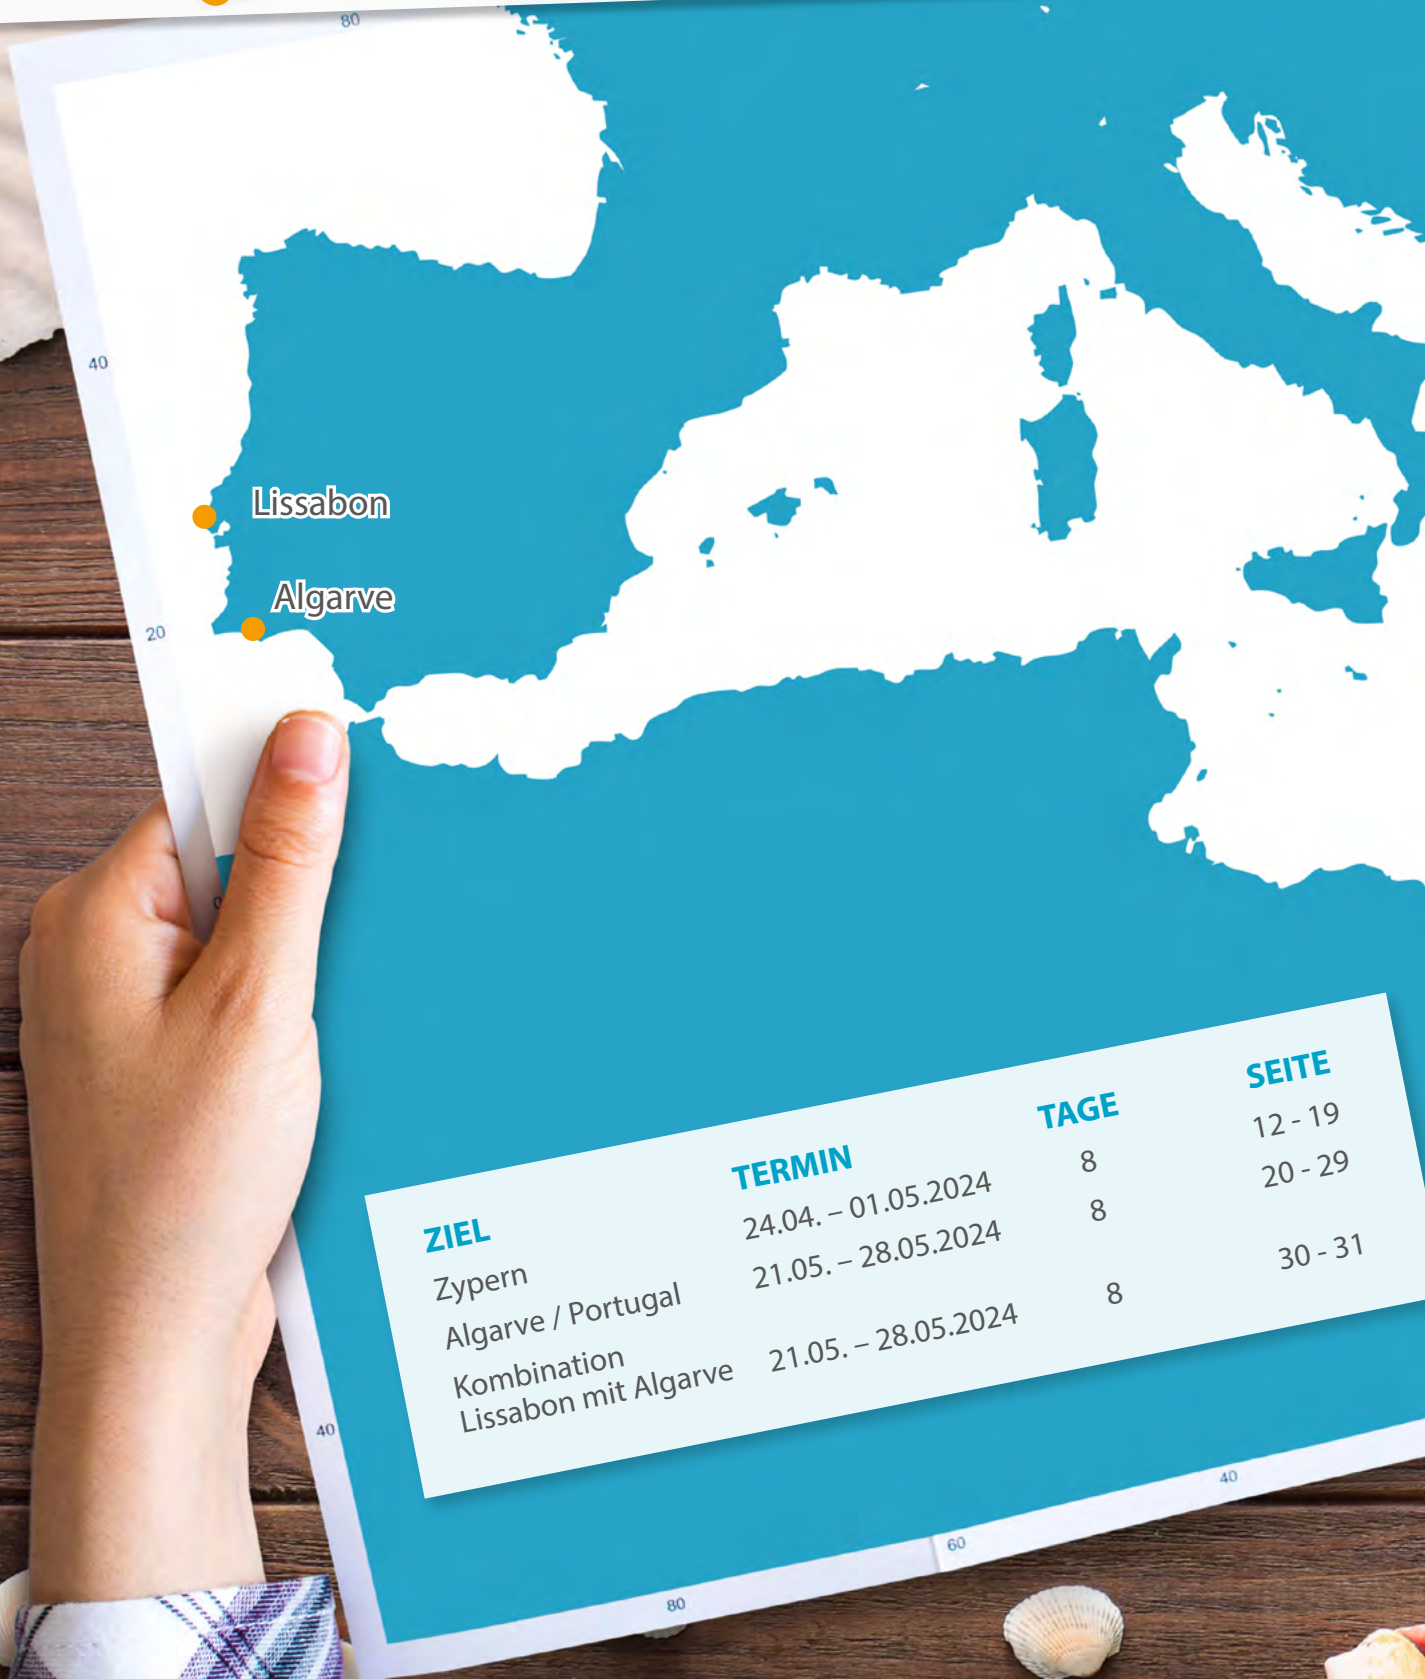 80
40
Lissabon
Algarve
20
0
ZIEL TERMIN TAGE SEITE
Zypern 24.04. – 01.05.2024 8 12 - 19
Algarve / Portugal 21.05. – 28.05.2024 8 20 - 29
Kombination
Lissabon mit Algarve 21.05. – 28.05.2024 8 30 - 31
40
40
60
80